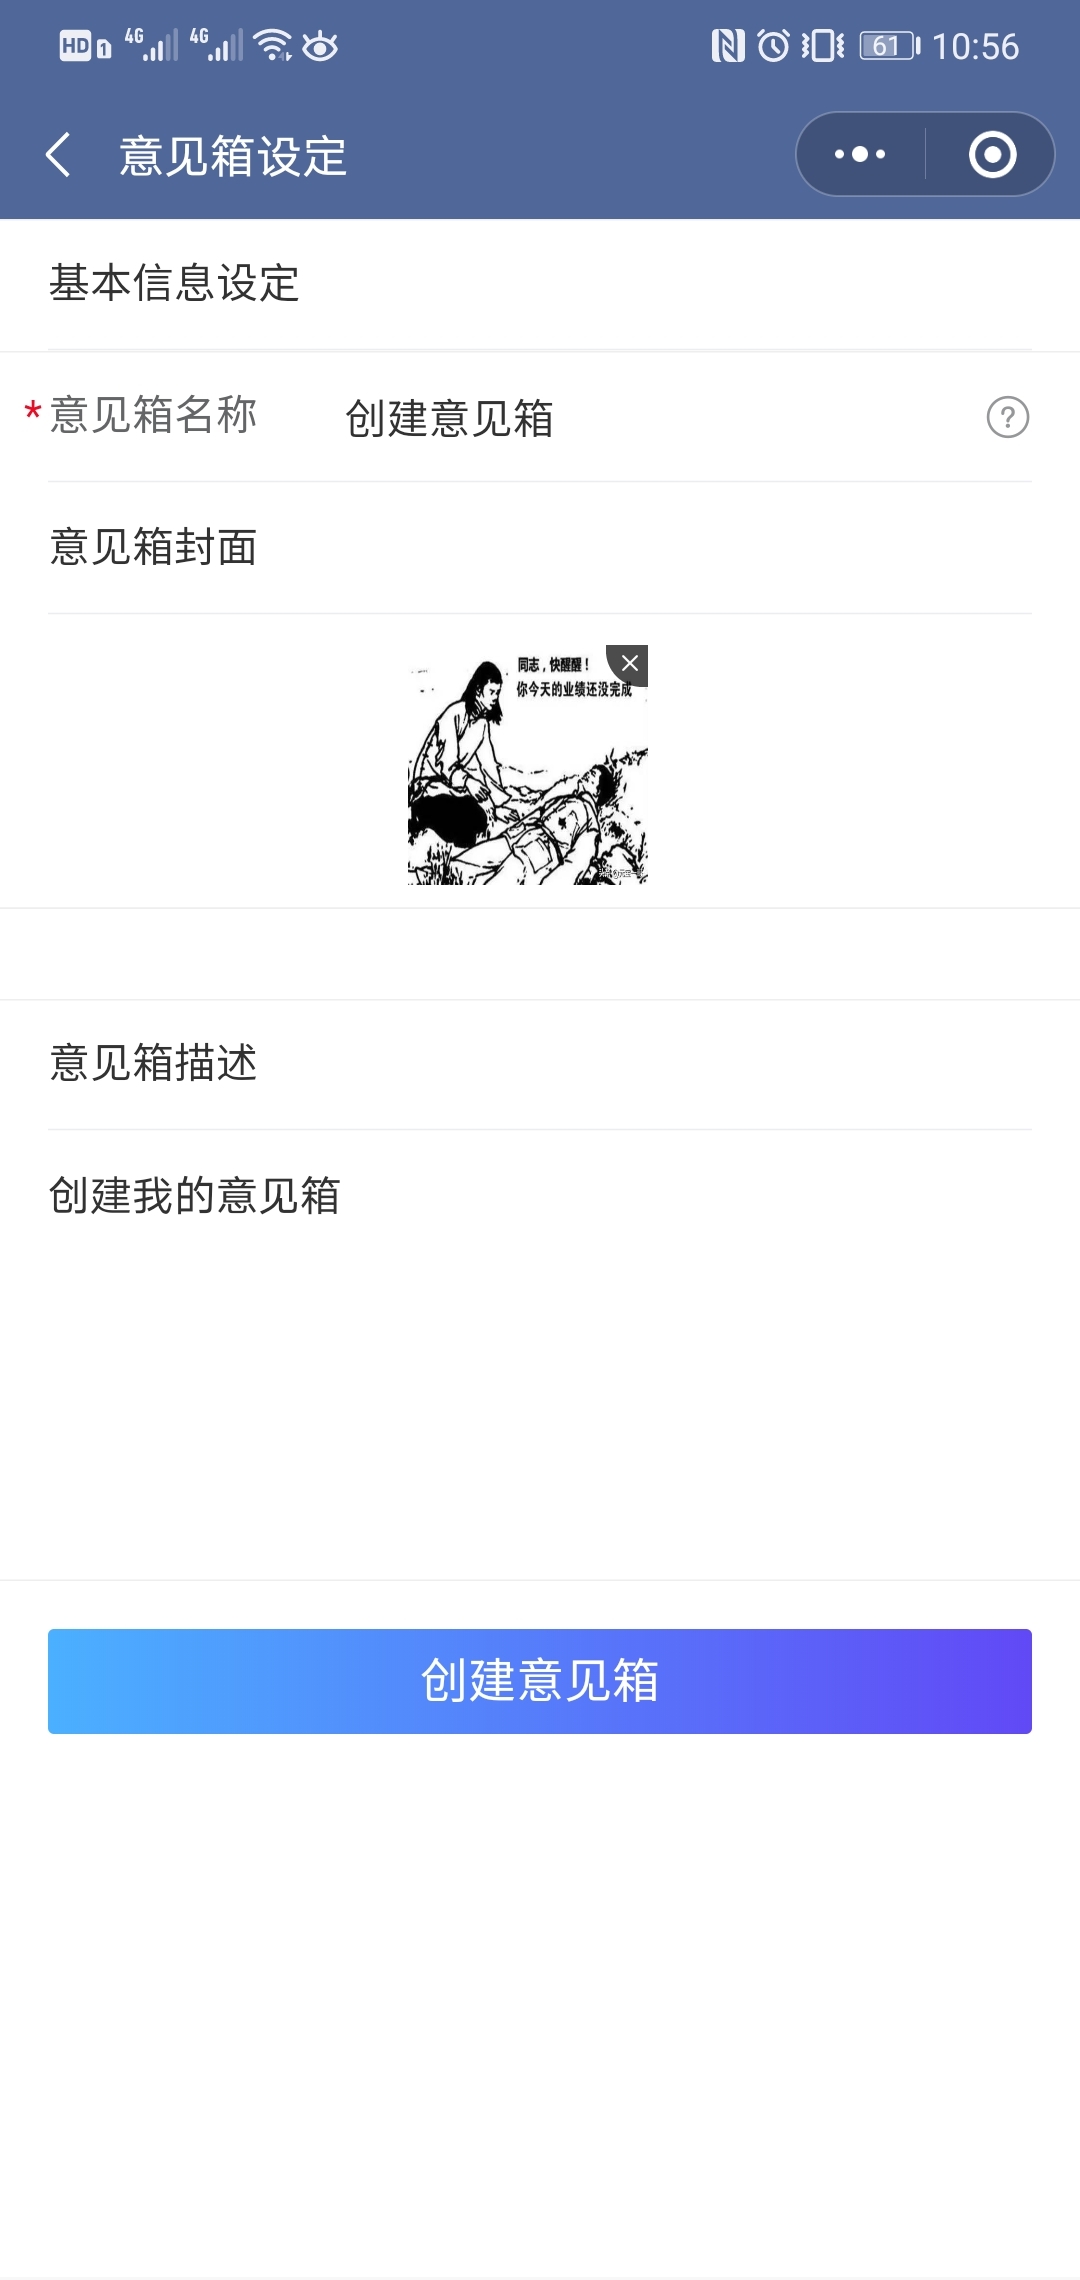 HD 1 4G 4G 61 10:56
意见箱设定
基本信息设定
*意见箱名称 创建意见箱 ?
意见箱封面
同志，快醒醒！
你今天的业绩还没完成
意见箱描述
创建我的意见箱
创建意见箱